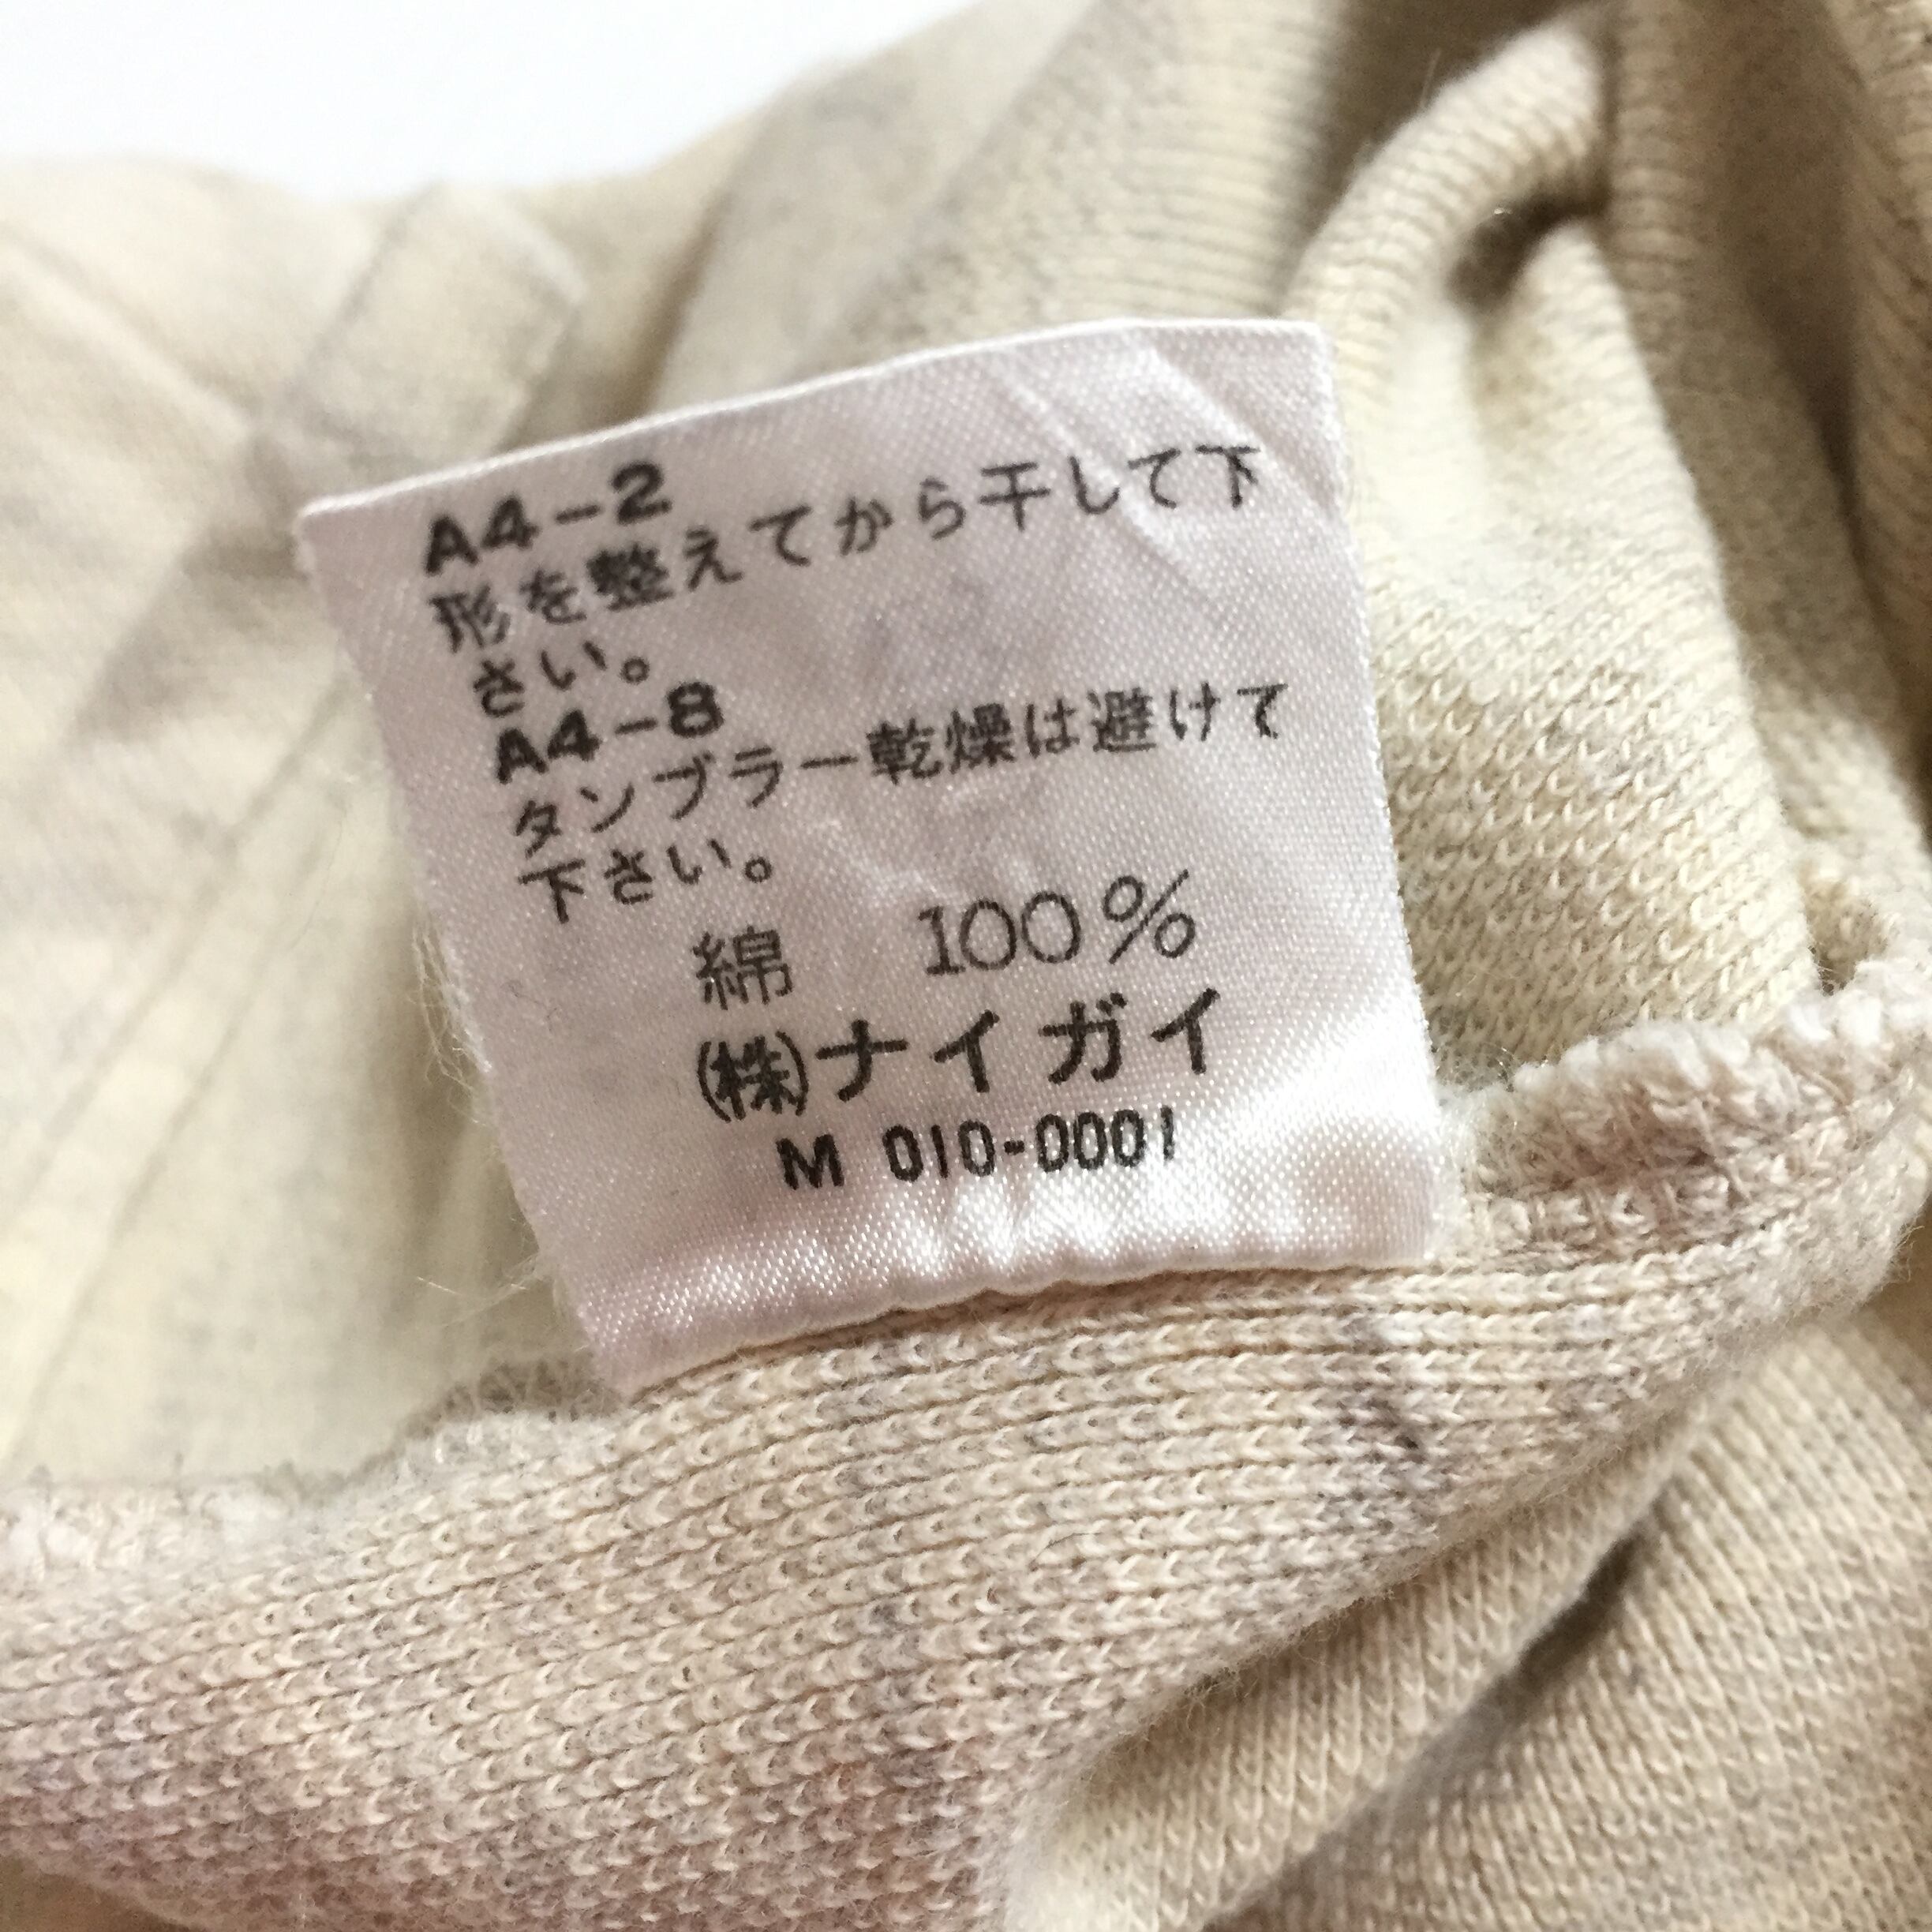 A4-2
形を整えてから干して下
さい。
A4-8
タンブラー乾燥は避けて
下さい。
綿 100%
(株)ナイガイ
M 010-0001